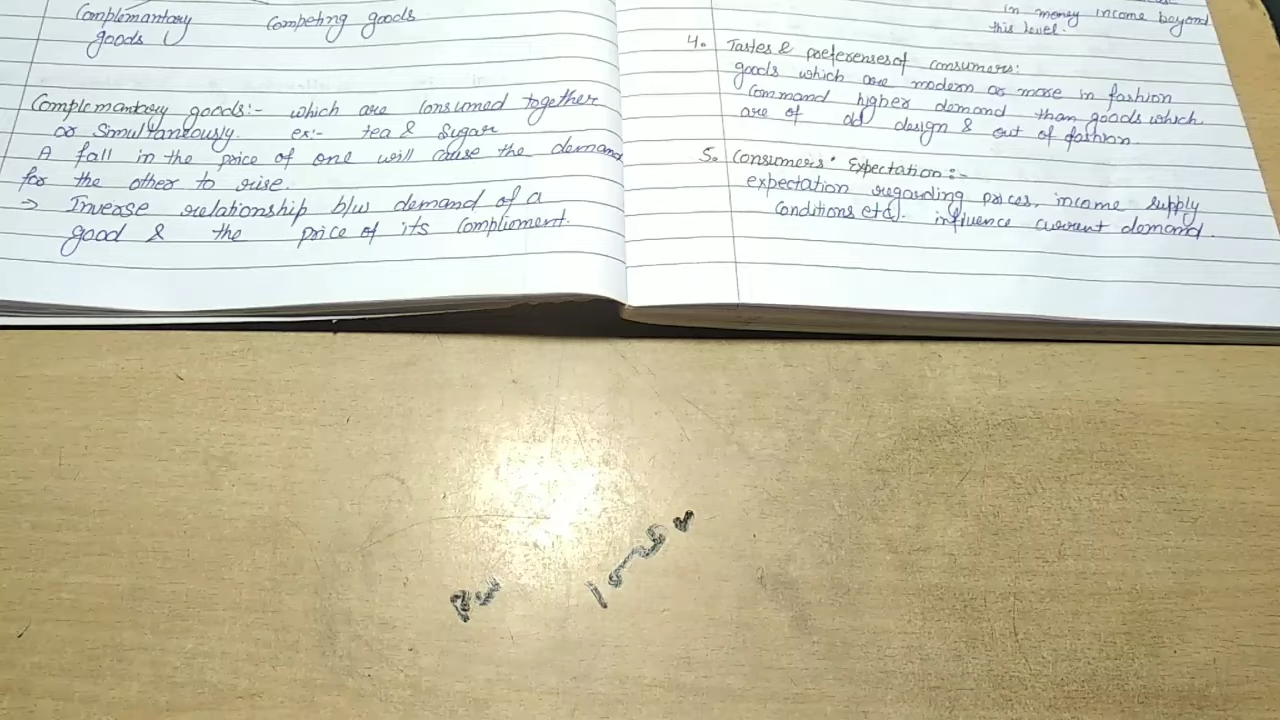 Complemantary Competing goods
goods
Complemantary goods:- which are consumed together
or Simultaneously. ex:- tea & Sugar
A fall in the price of one will cause the demand
for the other to rise.
→ Inverse relationship b/w demand of a
good & the price of its Compliement.
in money income beyond
this level.
4. Tastes & preferenses of consumers:
goods which are modern or more in fashion
Command higher demand than goods which
are of old design & out of fashion.
5. Consumers' Expectation:-
expectation regarding prices, income supply
Conditions etc). influence current demand.